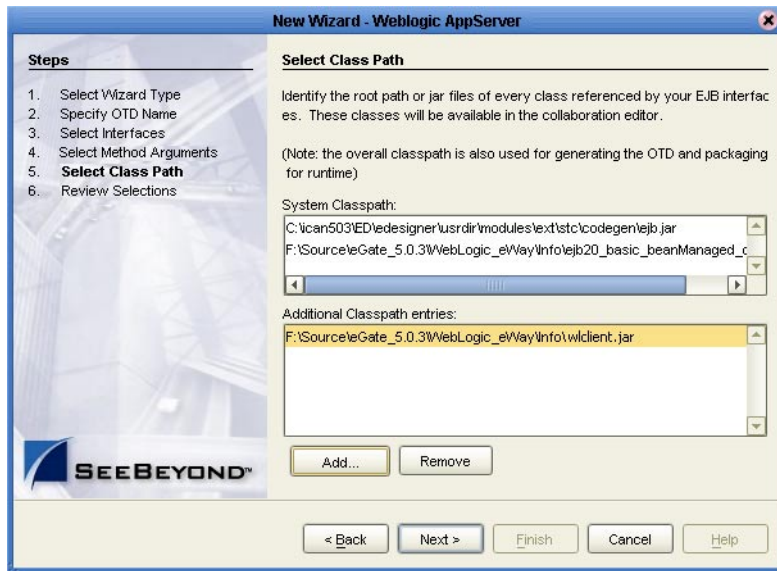 New Wizard - Weblogic AppServer
Steps
1. Select Wizard Type
2. Specify OTD Name
3. Select Interfaces
4. Select Method Arguments
5. Select Class Path
6. Review Selections
SEEBEYOND™
Select Class Path
Identify the root path or jar files of every class referenced by your EJB interfac
es. These classes will be available in the collaboration editor.
(Note: the overall classpath is also used for generating the OTD and packaging
for runtime)
System Classpath:
C:\ican503\ED\edesigner\usrdir\modules\ext\stc\codegen\ejb.jar
F:\Source\eGate_5.0.3\WebLogic_eWay\Info\ejb20_basic_beanManaged_c
Additional Classpath entries:
F:\Source\eGate_5.0.3\WebLogic_eWay\Info\wlclient.jar
Add... Remove
< Back Next > Finish Cancel Help